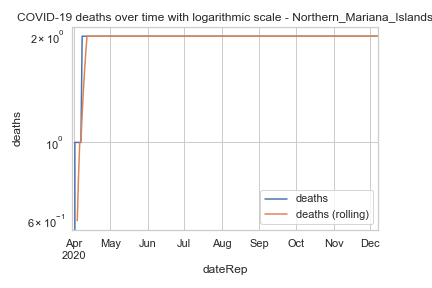 COVID-19 deaths over time with logarithmic scale - Northern_Mariana_Islands
2 × 10⁰
10⁰
6 × 10⁻¹
deaths
deaths
deaths (rolling)
Apr May Jun Jul Aug Sep Oct Nov Dec
2020
dateRep